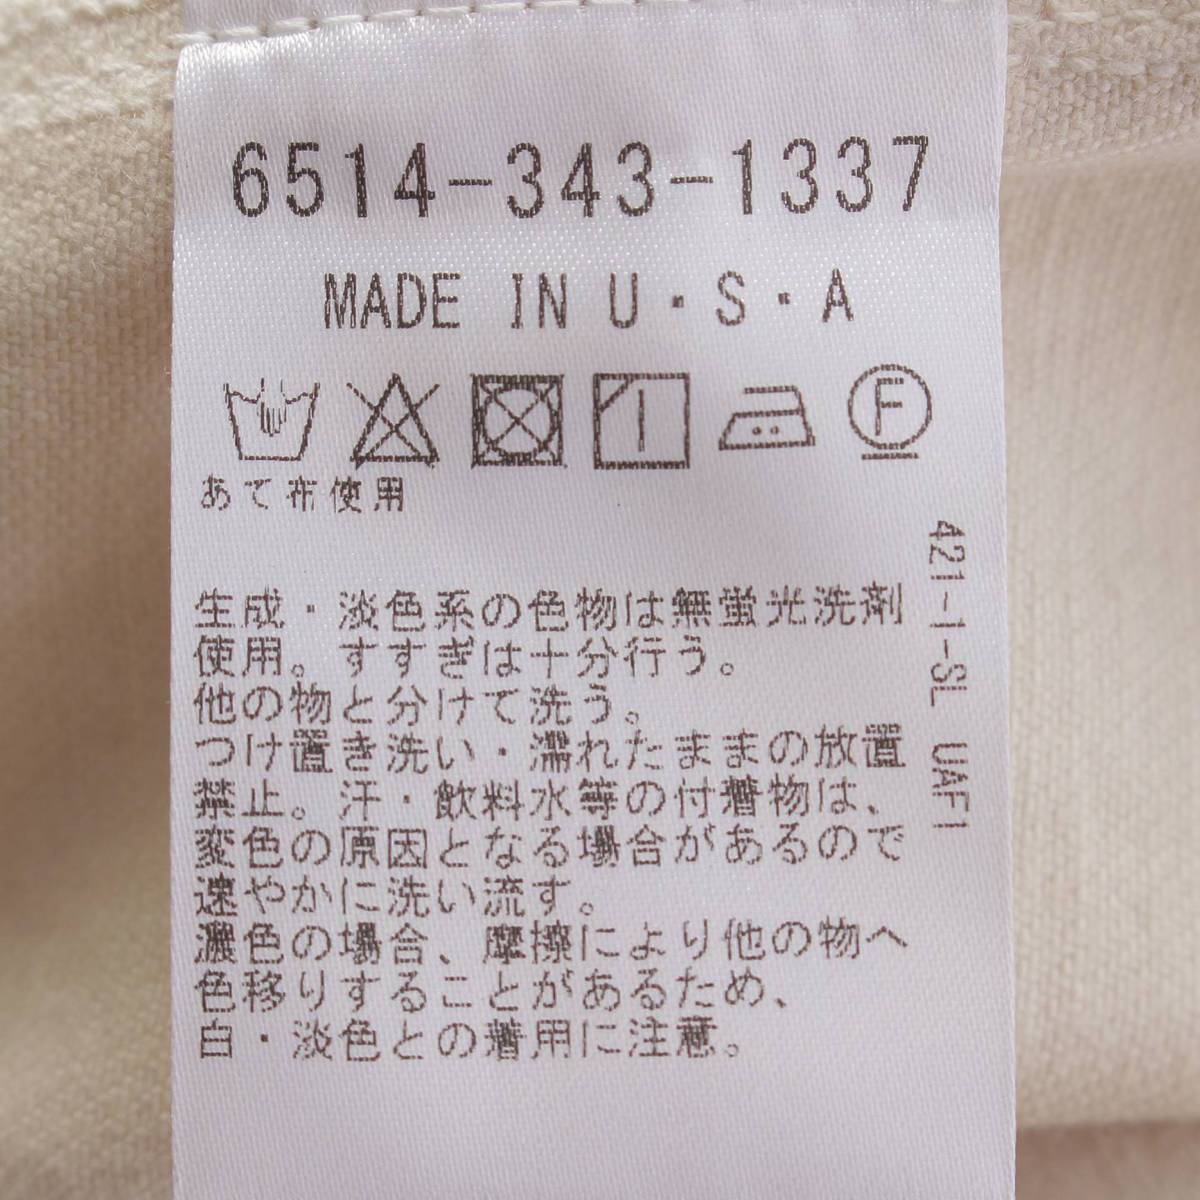 6514-343-1337
MADE IN U・S・A
F
あて布使用
生成・淡色系の色物は無蛍光洗剤
使用。すすぎは十分行う。
他の物と分けて洗う。
つけ置き洗い・濡れたままの放置
禁止。汗・飲料水等の付着物は、
変色の原因となる場合があるので
速やかに洗い流す。
濃色の場合、摩擦により他の物へ
色移りすることがあるため、
白・淡色との着用に注意。
421-1-SL UAF1